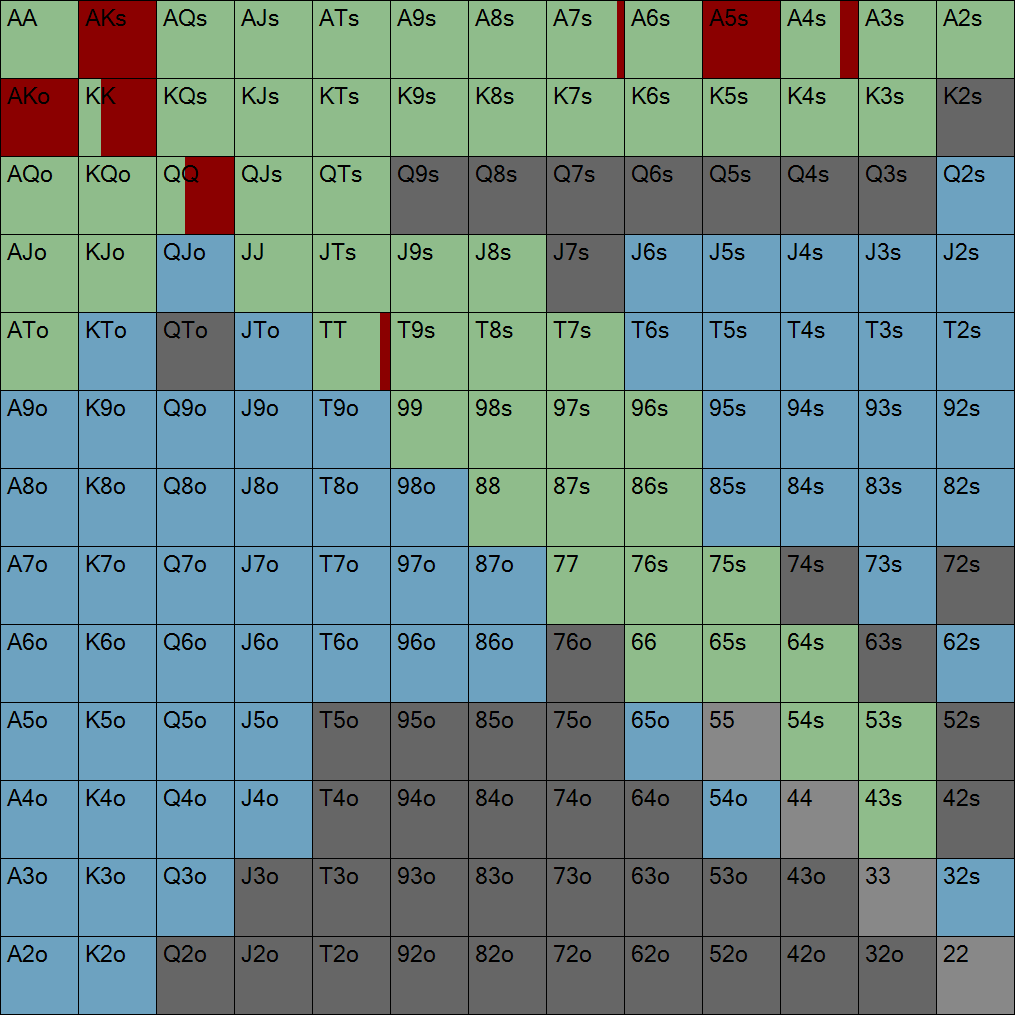 AA AKs AQs AJs ATs A9s A8s A7s A6s A5s A4s A3s A2s
AKo KK KQs KJs KTs K9s K8s K7s K6s K5s K4s K3s K2s
AQo KQo QQ QJs QTs Q9s Q8s Q7s Q6s Q5s Q4s Q3s Q2s
AJo KJo QJo JJ JTs J9s J8s J7s J6s J5s J4s J3s J2s
ATo KTo QTo JTo TT T9s T8s T7s T6s T5s T4s T3s T2s
A9o K9o Q9o J9o T9o 99 98s 97s 96s 95s 94s 93s 92s
A8o K8o Q8o J8o T8o 98o 88 87s 86s 85s 84s 83s 82s
A7o K7o Q7o J7o T7o 97o 87o 77 76s 75s 74s 73s 72s
A6o K6o Q6o J6o T6o 96o 86o 76o 66 65s 64s 63s 62s
A5o K5o Q5o J5o T5o 95o 85o 75o 65o 55 54s 53s 52s
A4o K4o Q4o J4o T4o 94o 84o 74o 64o 54o 44 43s 42s
A3o K3o Q3o J3o T3o 93o 83o 73o 63o 53o 43o 33 32s
A2o K2o Q2o J2o T2o 92o 82o 72o 62o 52o 42o 32o 22